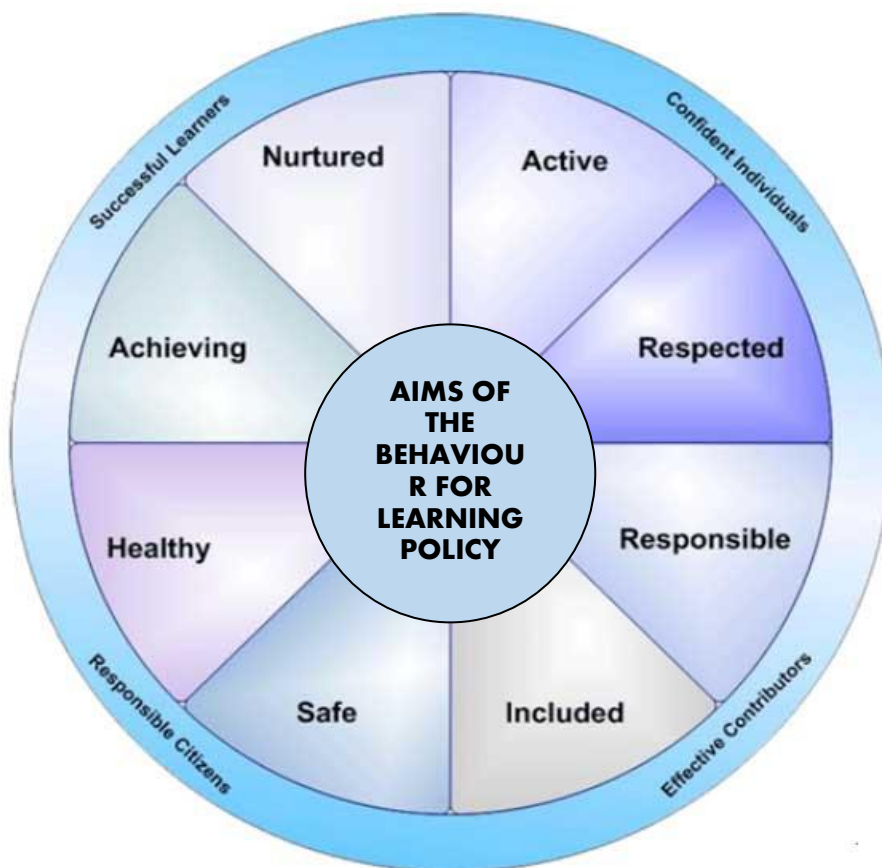 Successful Learners
Confident Individuals
Nurtured
Active
Achieving
Respected
AIMS OF
THE
BEHAVIOU
R FOR
LEARNING
POLICY
Healthy
Responsible
Safe
Included
Responsible Citizens
Effective Contributors